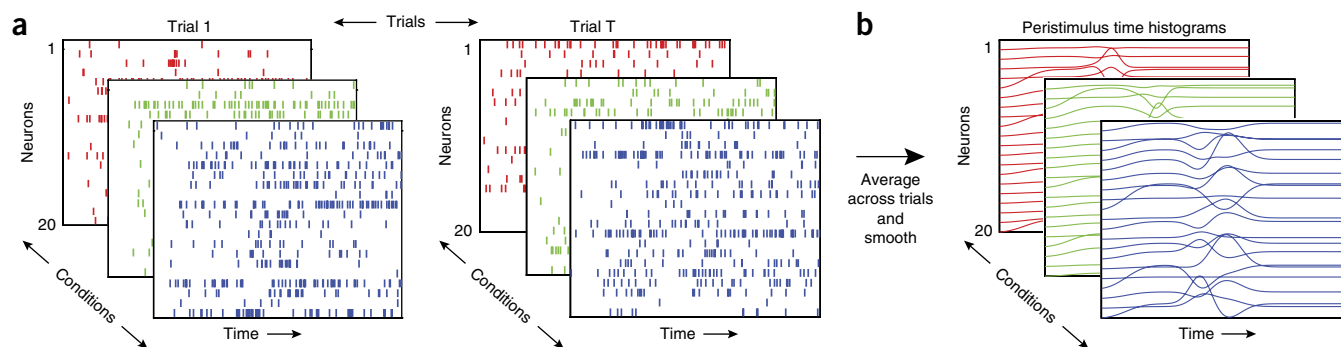 a
Trial 1
Trials
Trial T
1
Neurons
20
Conditions
Time
1
Neurons
20
Conditions
Time
Average
across trials
and
smooth
b
Peristimulus time histograms
1
Neurons
20
Conditions
Time